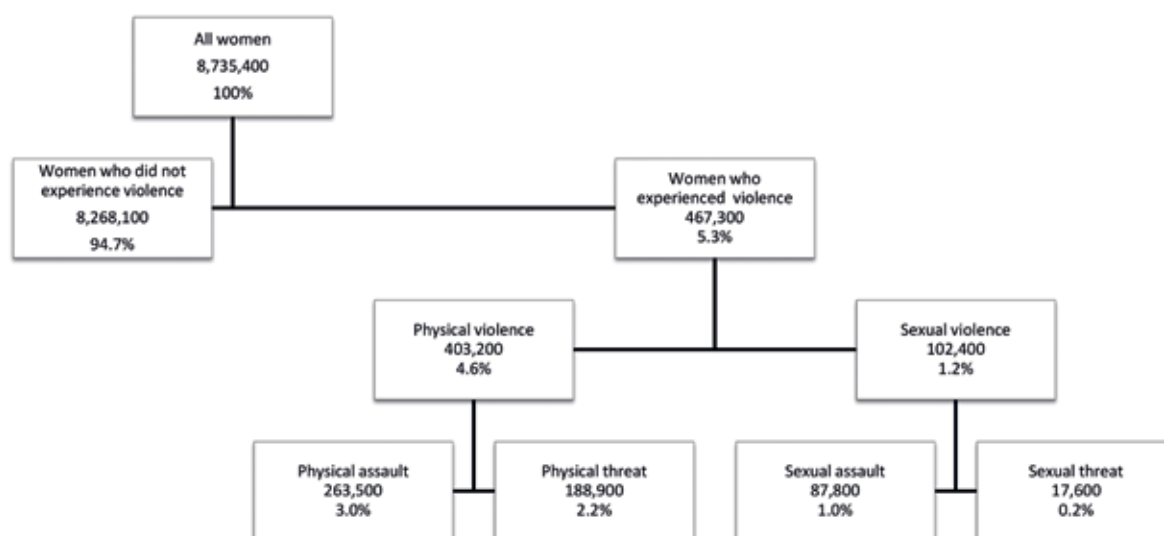 All women
8,735,400
100%
Women who did not
experience violence
8,268,100
94.7%
Women who
experienced violence
467,300
5.3%
Physical violence
403,200
4.6%
Sexual violence
102,400
1.2%
Physical assault
263,500
3.0%
Physical threat
188,900
2.2%
Sexual assault
87,800
1.0%
Sexual threat
17,600
0.2%